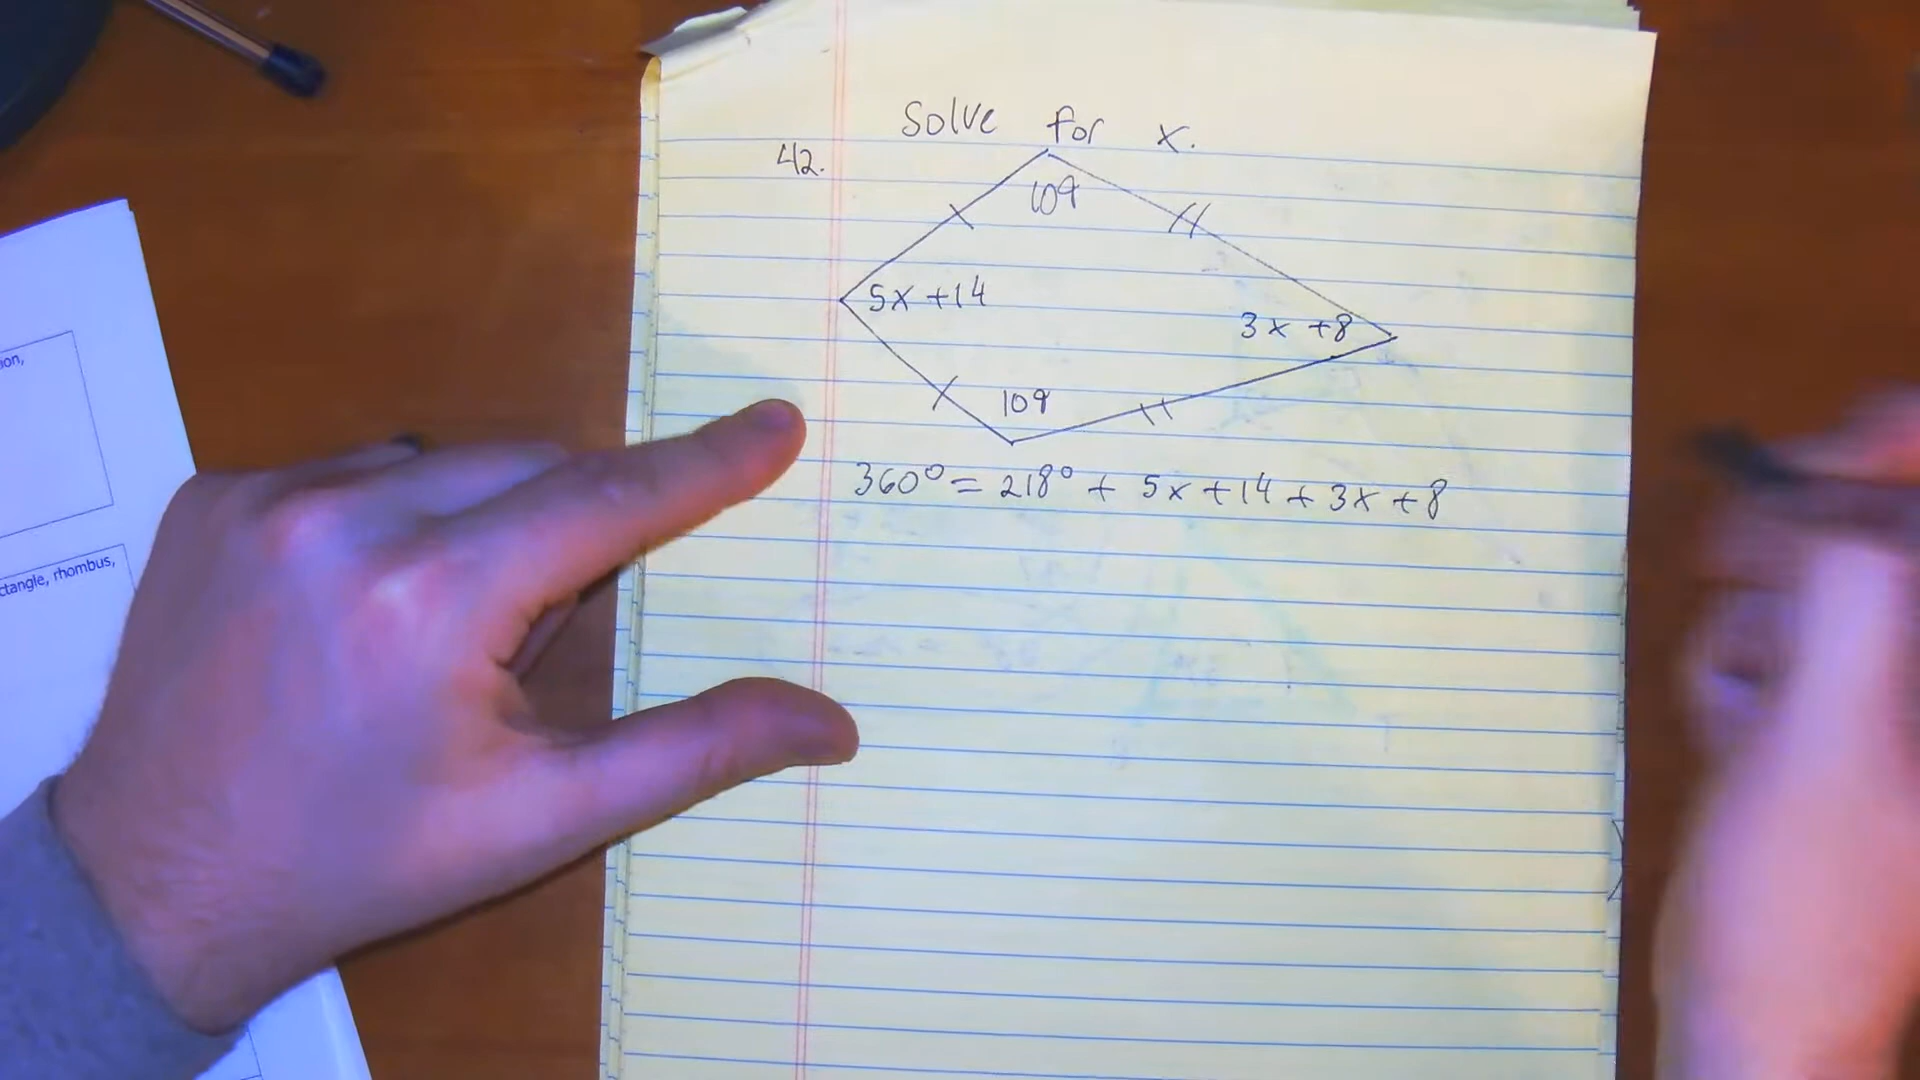 Solve for x.
42.
109
5x +14
3x +8
109
360° = 218° + 5x + 14 + 3x + 8
ion,
ctangle, rhombus,